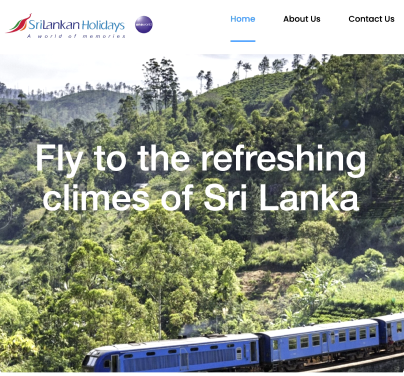 SriLankan Holidays
A world of memories
Home
About Us
Contact Us
Fly to the refreshing
climes of Sri Lanka